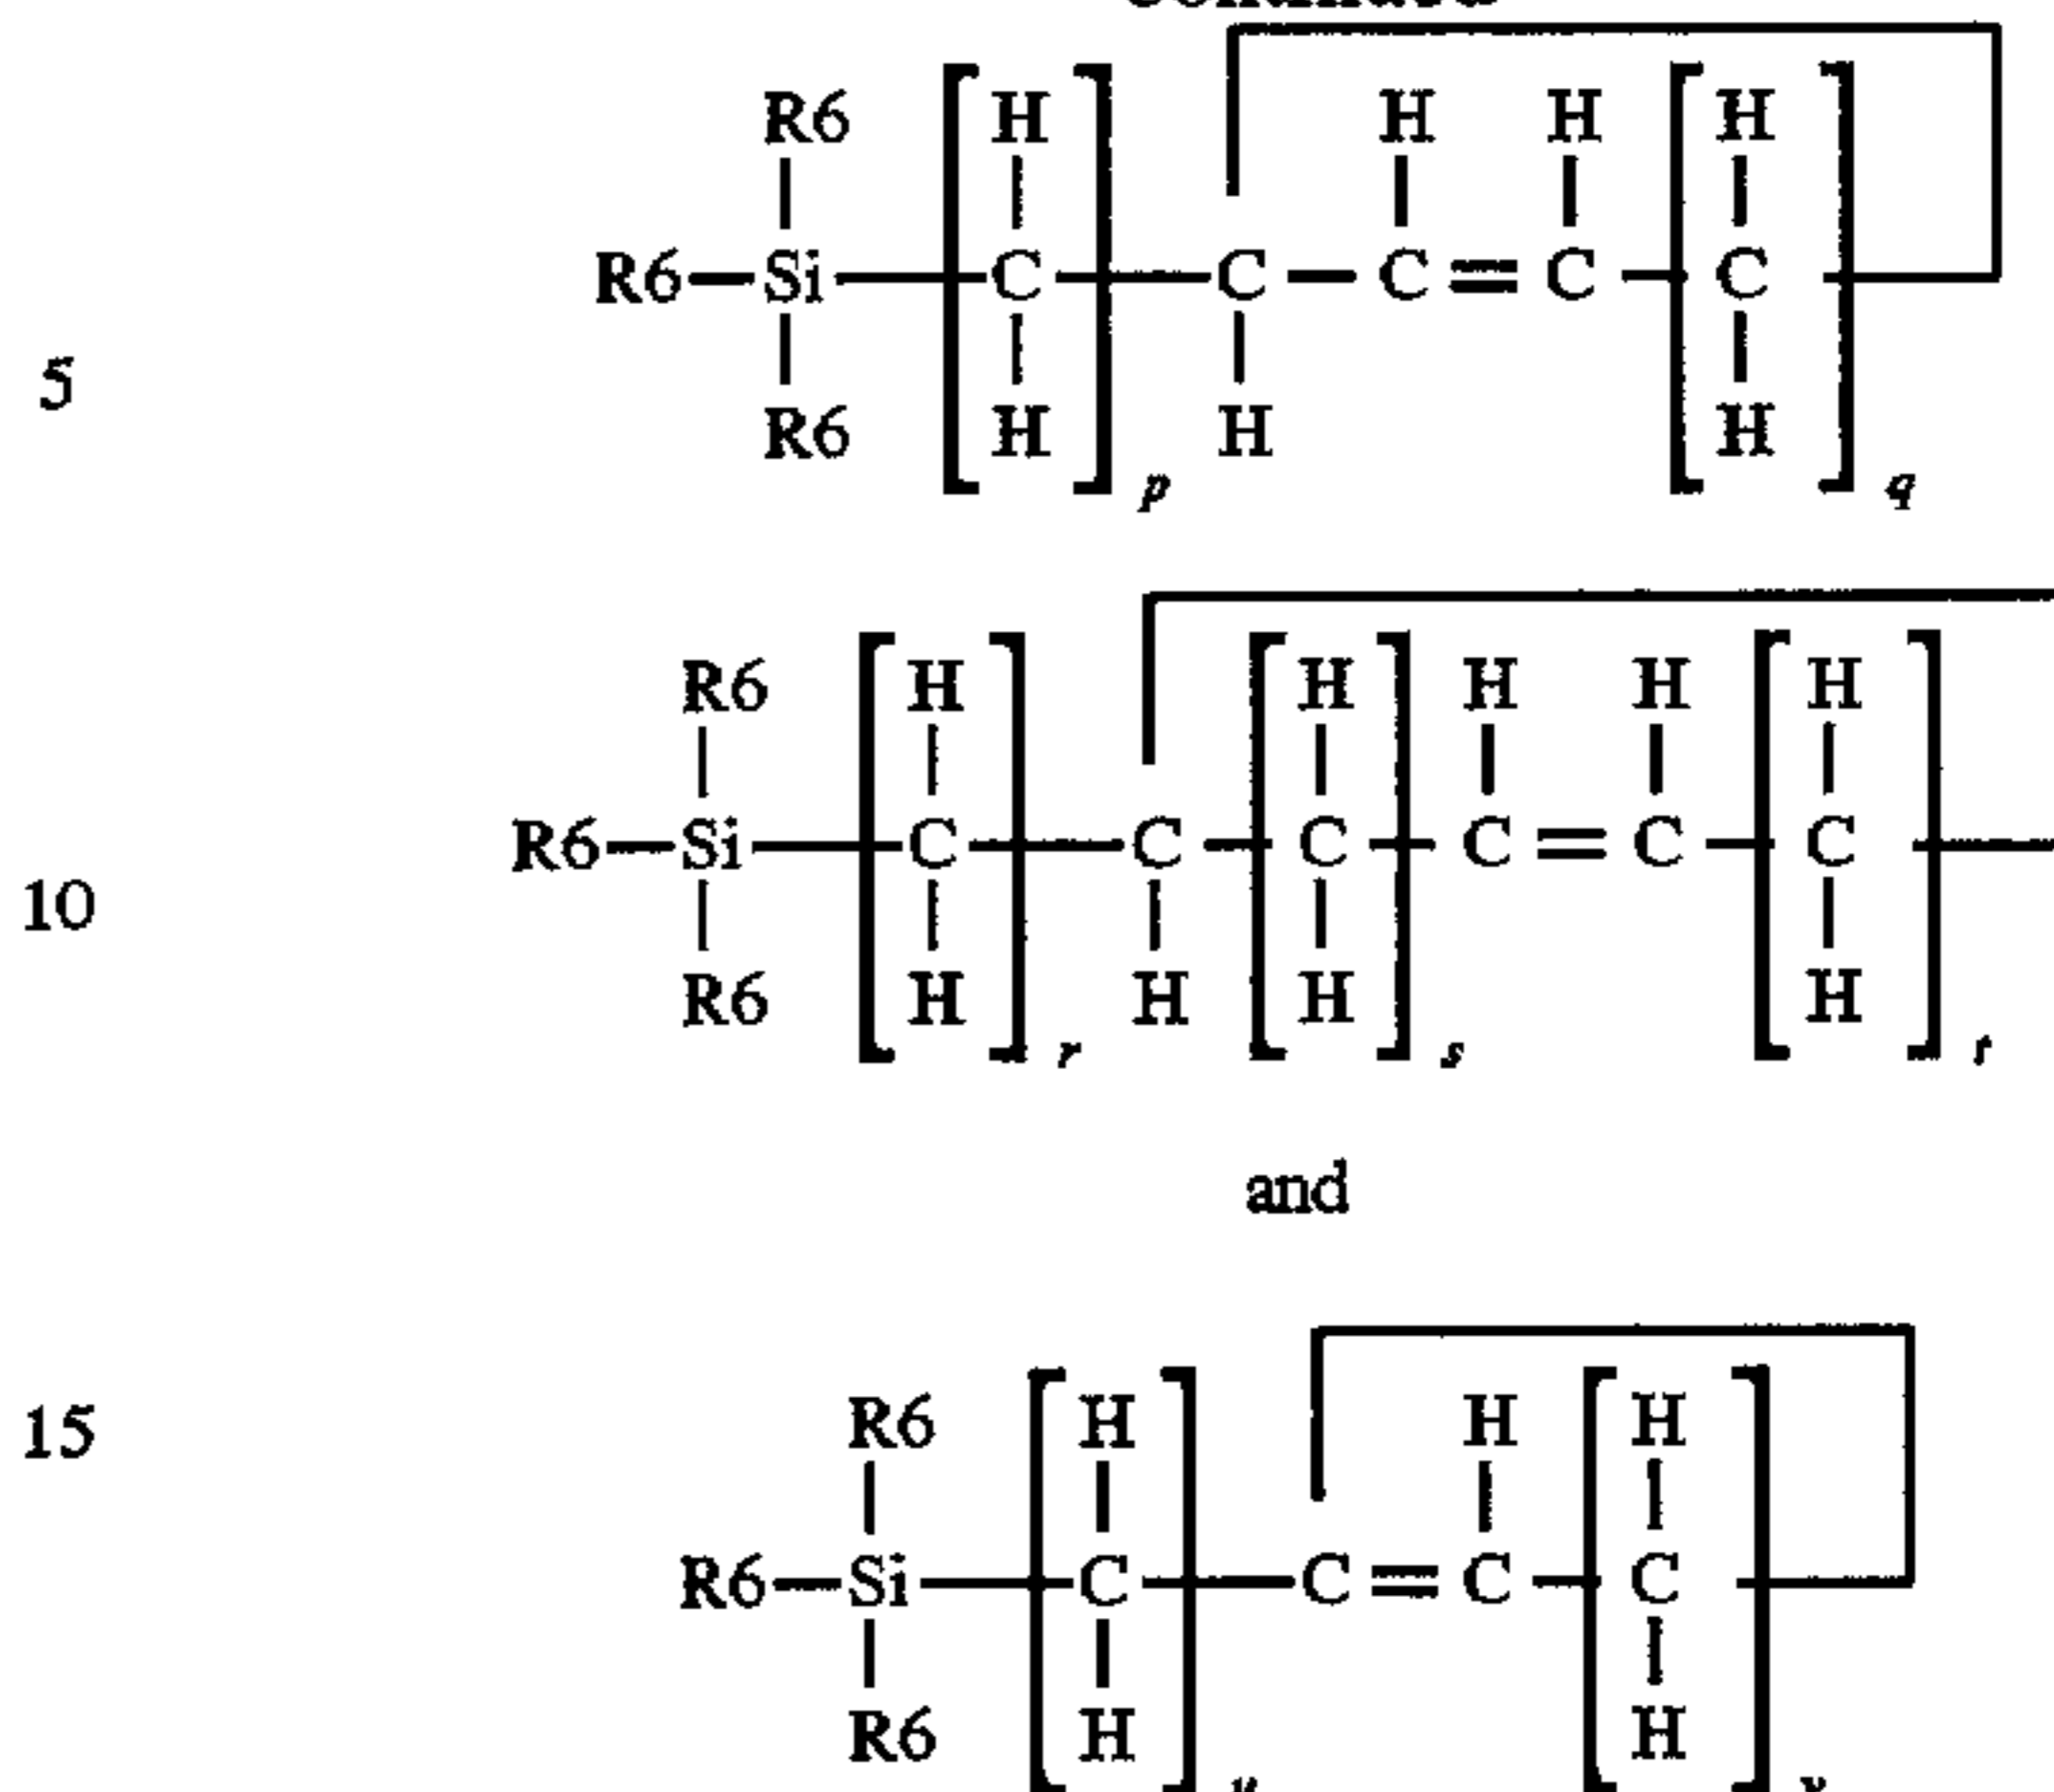 R6 H H H H
R6—Si—C—C—C=C—C
5
R6 H H H
p q
R6 H H H H H
R6—Si—C—C—C—C=C—C
10
R6 H H H H
r s t
and
15
R6 H H H
R6—Si—C—C=C—C
R6 H H